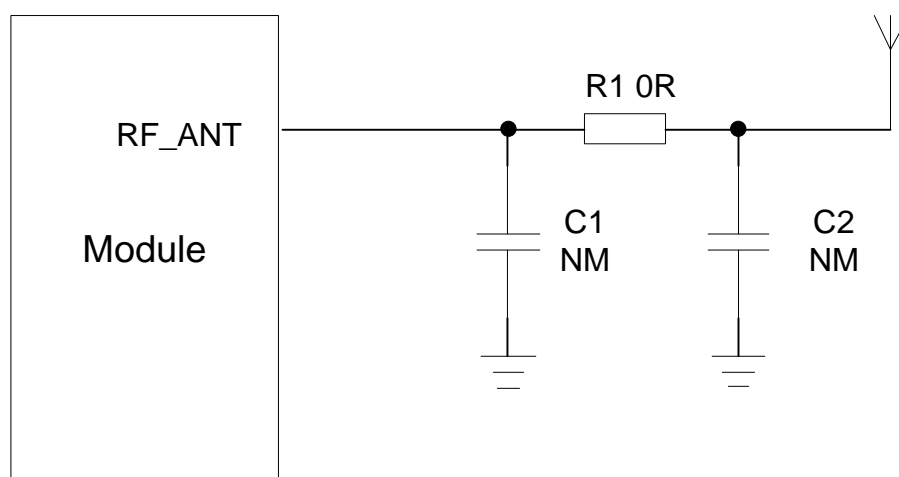 R1 0R
RF_ANT
Module
C1
NM
C2
NM